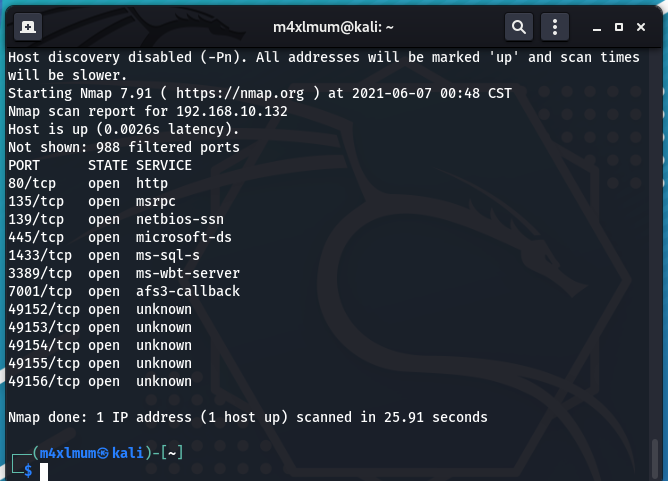 m4xlmum@kali: ~
Host discovery disabled (-Pn). All addresses will be marked 'up' and scan times
will be slower.
Starting Nmap 7.91 ( https://nmap.org ) at 2021-06-07 00:48 CST
Nmap scan report for 192.168.10.132
Host is up (0.0026s latency).
Not shown: 988 filtered ports
PORT      STATE SERVICE
80/tcp    open  http
135/tcp   open  msrpc
139/tcp   open  netbios-ssn
445/tcp   open  microsoft-ds
1433/tcp  open  ms-sql-s
3389/tcp  open  ms-wbt-server
7001/tcp  open  afs3-callback
49152/tcp open  unknown
49153/tcp open  unknown
49154/tcp open  unknown
49155/tcp open  unknown
49156/tcp open  unknown
Nmap done: 1 IP address (1 host up) scanned in 25.91 seconds
┌──(m4xlmum㉿kali)-[~]
└─$